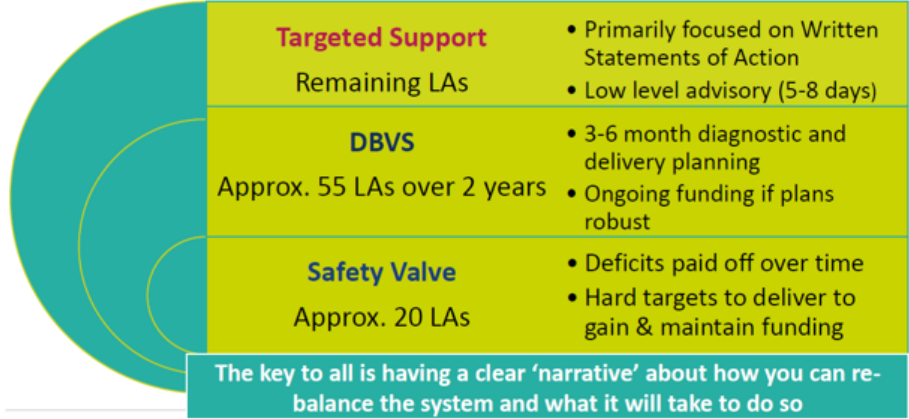 Targeted Support
Remaining LAs
• Primarily focused on Written
Statements of Action
• Low level advisory (5-8 days)
DBVS
Approx. 55 LAs over 2 years
• 3-6 month diagnostic and
delivery planning
• Ongoing funding if plans
robust
Safety Valve
Approx. 20 LAs
• Deficits paid off over time
• Hard targets to deliver to
gain & maintain funding
The key to all is having a clear ‘narrative’ about how you can re-
balance the system and what it will take to do so